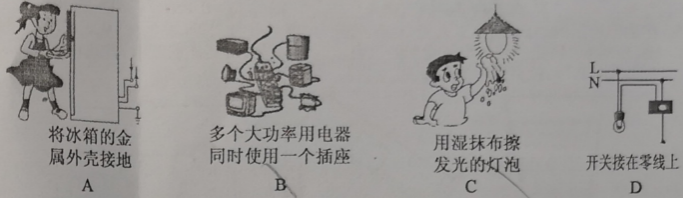 将冰箱的金
属外壳接地
A
多个大功率用电器
同时使用一个插座
B
用湿抹布擦
发光的灯泡
C
L
N
开关接在零线上
D